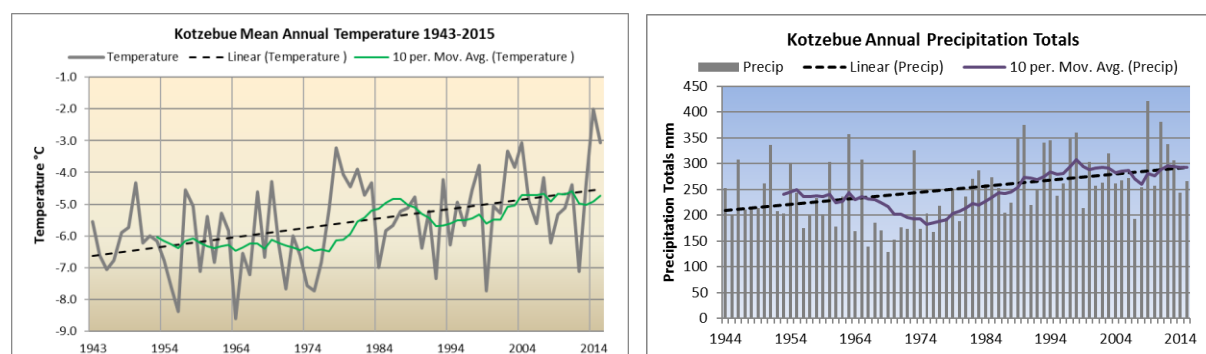 Kotzebue Mean Annual Temperature 1943-2015
Temperature Linear (Temperature ) 10 per. Mov. Avg. (Temperature )
-1.0
-2.0
-3.0
-4.0
-5.0
-6.0
-7.0
-8.0
-9.0
Temperature °C
1943 1954 1964 1974 1984 1994 2004 2014
Kotzebue Annual Precipitation Totals
Precip Linear (Precip) 10 per. Mov. Avg. (Precip)
450
400
350
300
250
200
150
100
50
0
Precipitation Totals mm
1944 1954 1964 1974 1984 1994 2004 2014